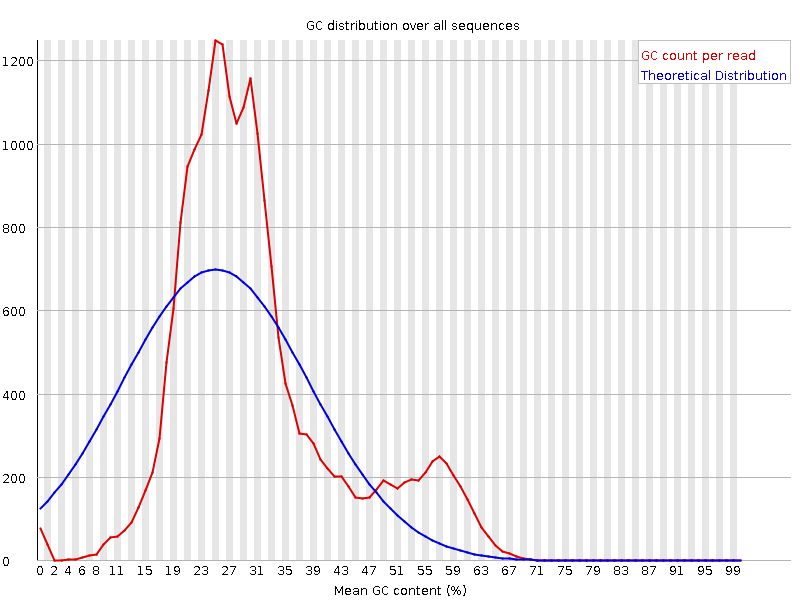 GC distribution over all sequences
GC count per read
Theoretical Distribution
1200
1000
800
600
400
200
0
0 2 4 6 8 11 15 19 23 27 31 35 39 43 47 51 55 59 63 67 71 75 79 83 87 91 95 99
Mean GC content (%)